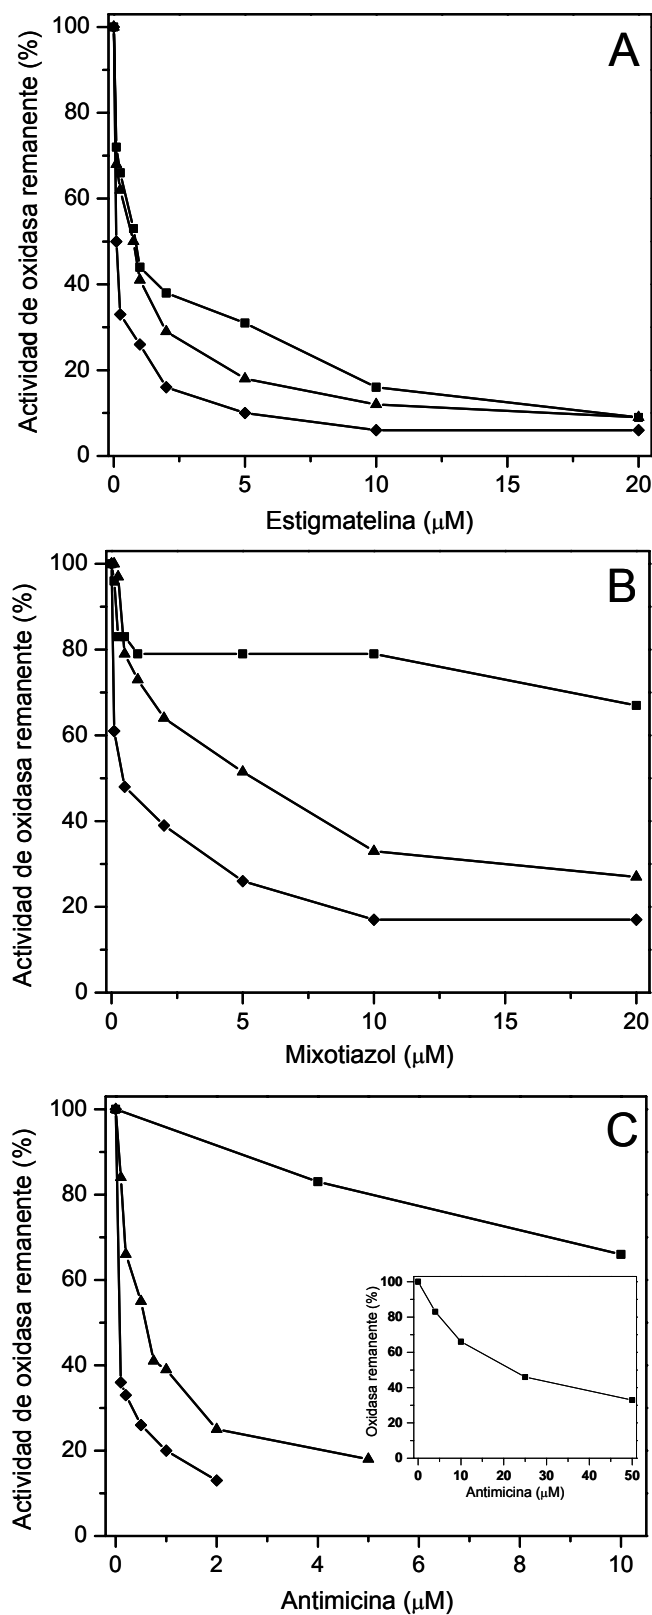 A
Actividad de oxidasa remanente (%)
100
80
60
40
20
0
0 5 10 15 20
Estigmatelina (μM)
B
Actividad de oxidasa remanente (%)
100
80
60
40
20
0
0 5 10 15 20
Mixotiazol (μM)
C
Actividad de oxidasa remanente (%)
100
80
60
40
20
0
Oxidasa remanente (%)
100
80
60
40
20
0
0 10 20 30 40 50
Antimicina (μM)
0 2 4 6 8 10
Antimicina (μM)